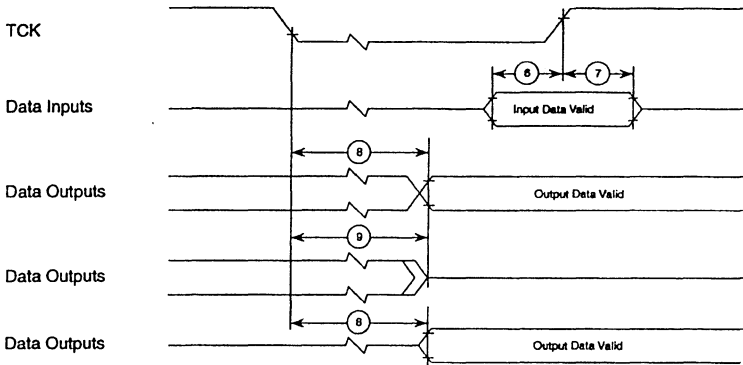 TCK
6
7
Data Inputs
Input Data Valid
8
Data Outputs
Output Data Valid
9
Data Outputs
8
Data Outputs
Output Data Valid